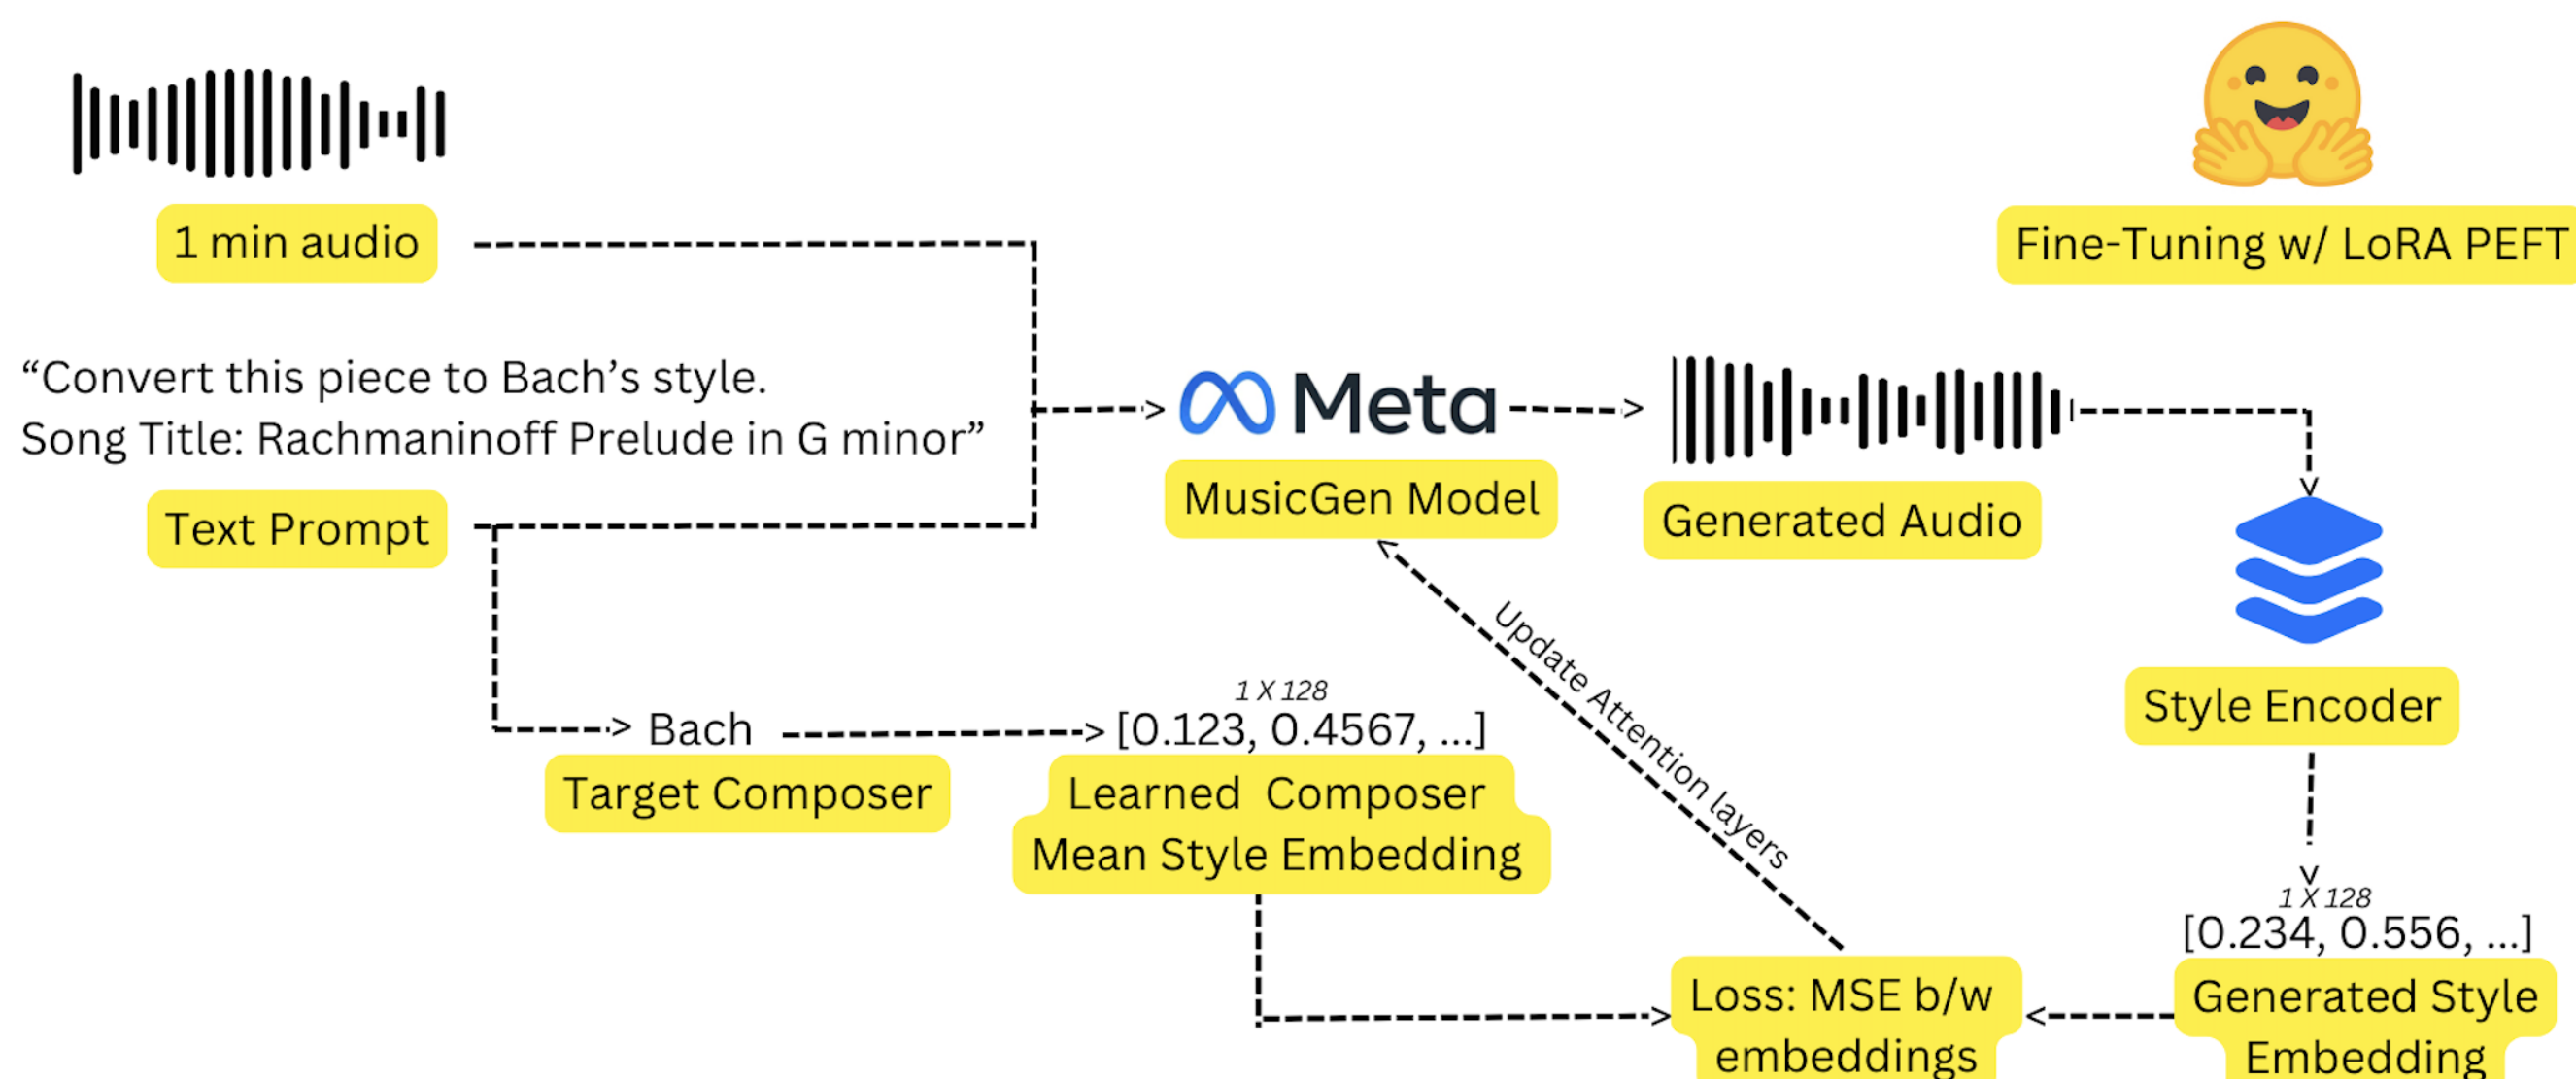 1 min audio
Fine-Tuning w/ LoRA PEFT
“Convert this piece to Bach’s style.
Song Title: Rachmaninoff Prelude in G minor”
Text Prompt
Meta
MusicGen Model
Generated Audio
Style Encoder
Update Attention layers
Bach
Target Composer
1 X 128
[0.123, 0.4567, ...]
Learned Composer
Mean Style Embedding
1 X 128
[0.234, 0.556, ...]
Generated Style
Embedding
Loss: MSE b/w
embeddings